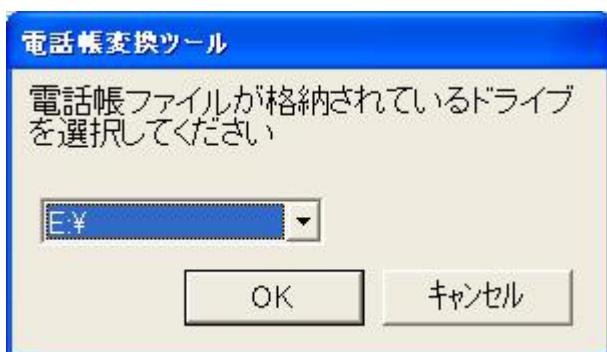 電話帳変換ツール
電話帳ファイルが格納されているドライブ
を選択してください
E:¥
OK
キャンセル